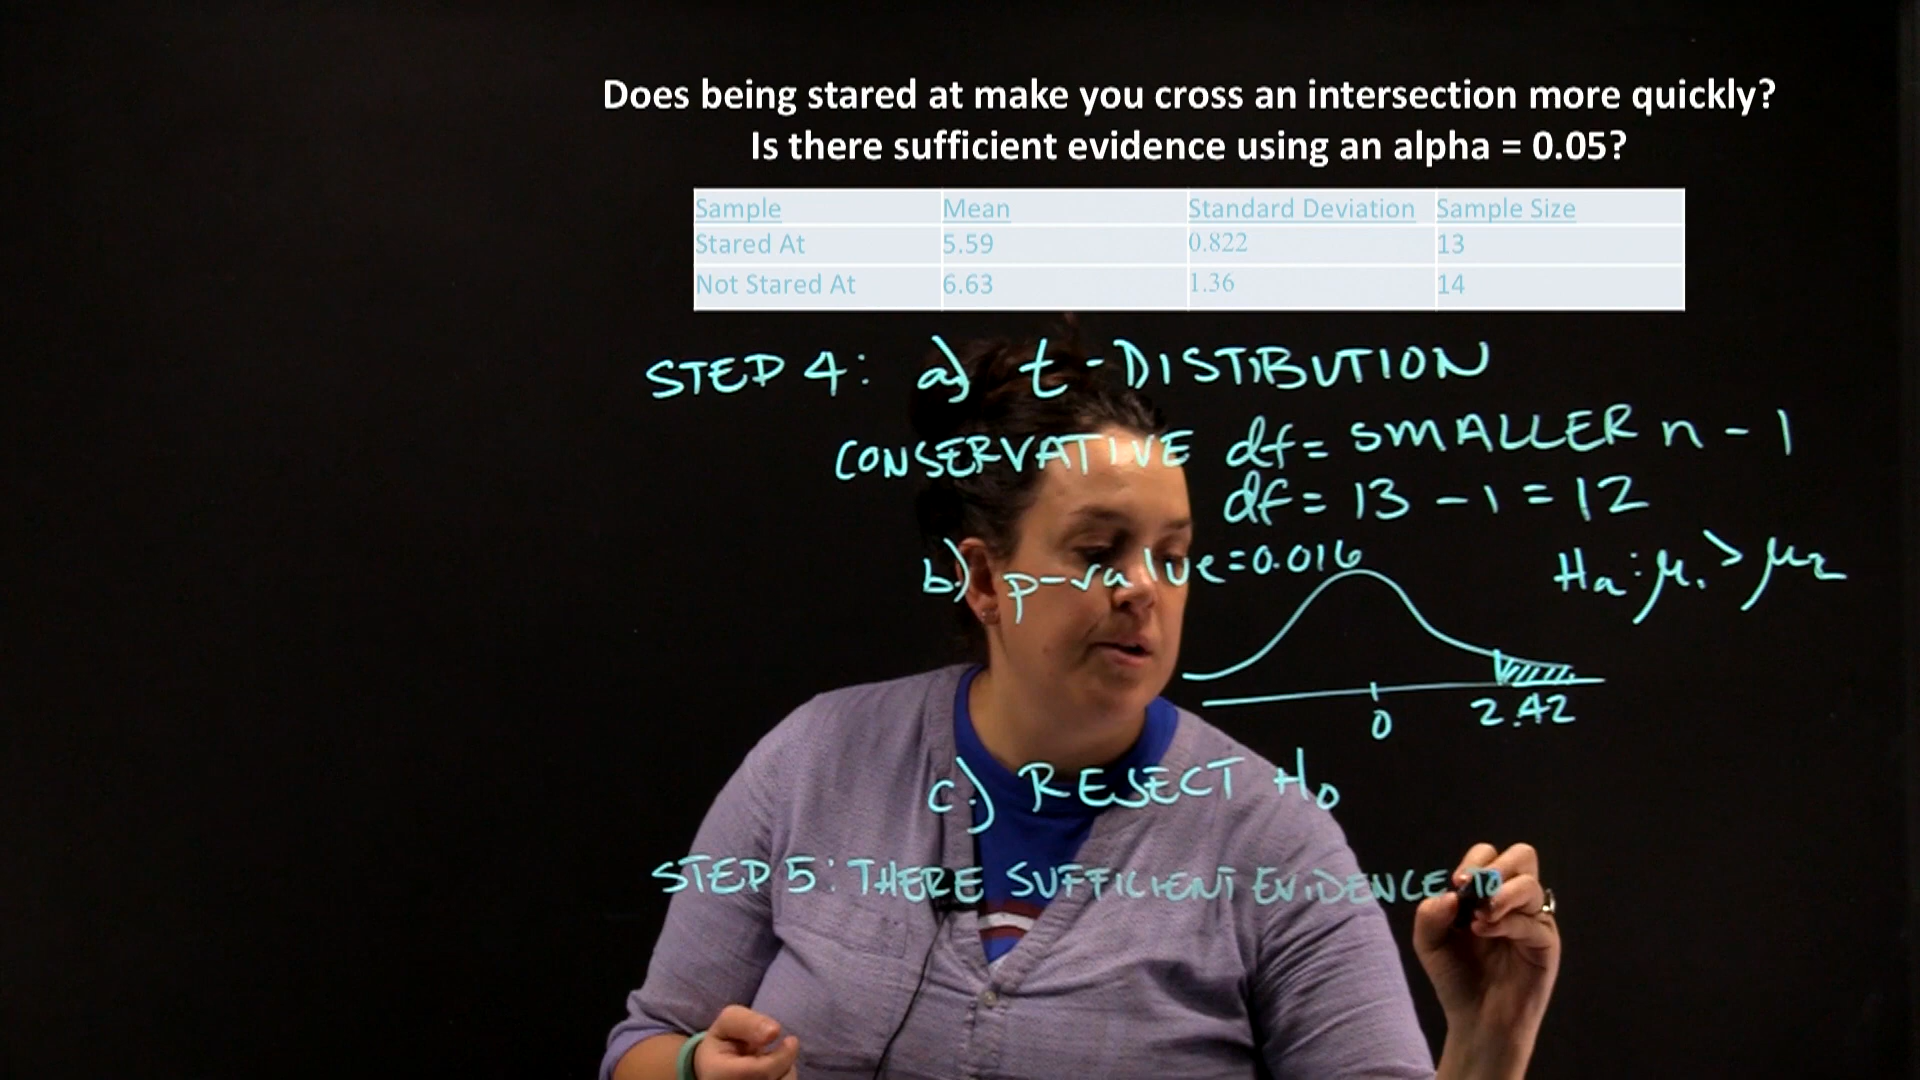 Does being stared at make you cross an intersection more quickly?
Is there sufficient evidence using an alpha = 0.05?
Sample Mean Standard Deviation Sample Size
Stared At 5.59 0.822 13
Not Stared At 6.63 1.36 14
STEP 4: a) t-DISTIBUTION
CONSERVATIVE df = SMALLER n - 1
df = 13 - 1 = 12
b.) p-value=0.016
Ha: μ₁ > μ₂
0 2.42
c.) REJECT H₀
STEP 5: THERE SUFFICIENT EVIDENCE TO